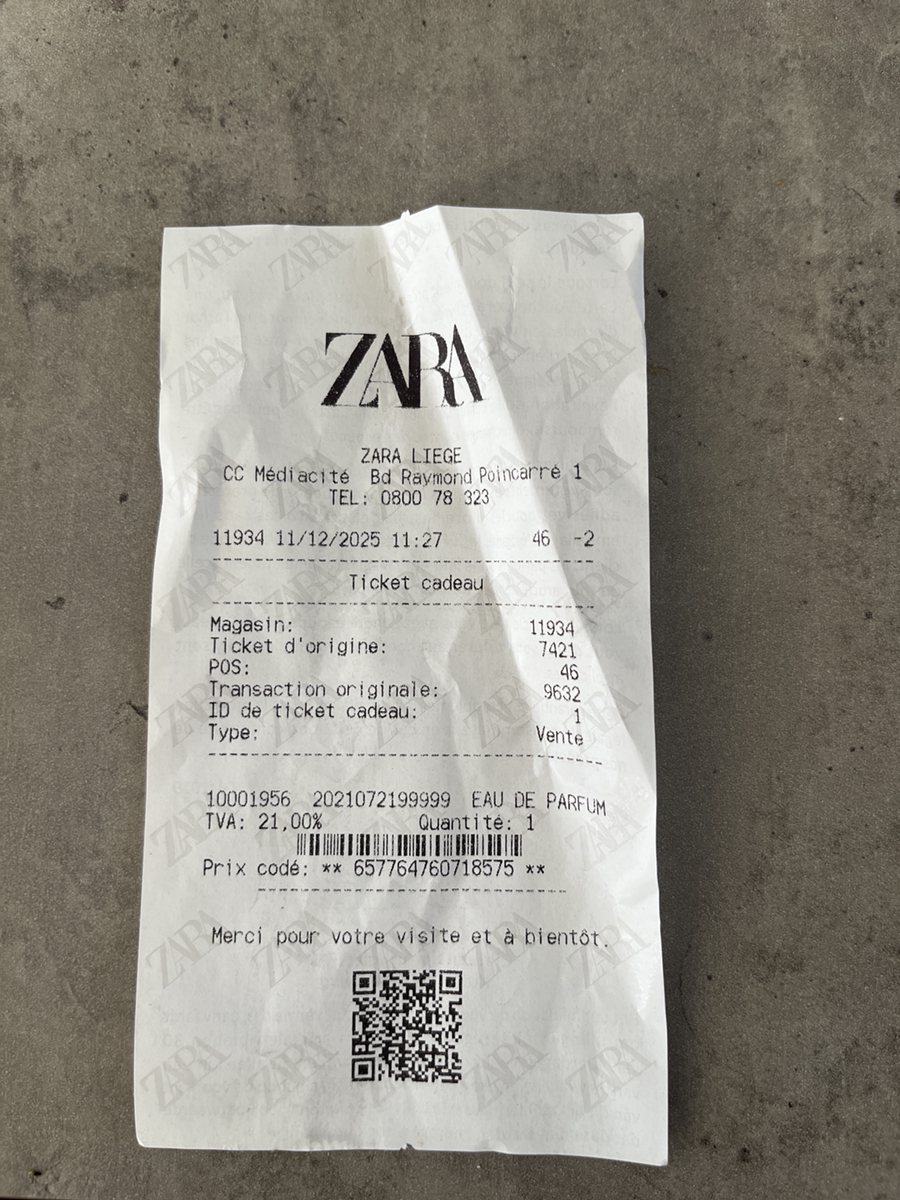 ZARA
ZARA LIEGE
CC Médiacité Bd Raymond Poincarré 1
TEL: 0800 78 323
11934 11/12/2025 11:27 46 -2
Ticket cadeau
Magasin: 11934
Ticket d'origine: 7421
POS: 46
Transaction originale: 9632
ID de ticket cadeau: 1
Type: Vente
10001956 2021072199999 EAU DE PARFUM
TVA: 21,00% Quantité: 1
Prix codé: ** 657764760718575 **
Merci pour votre visite et à bientôt.